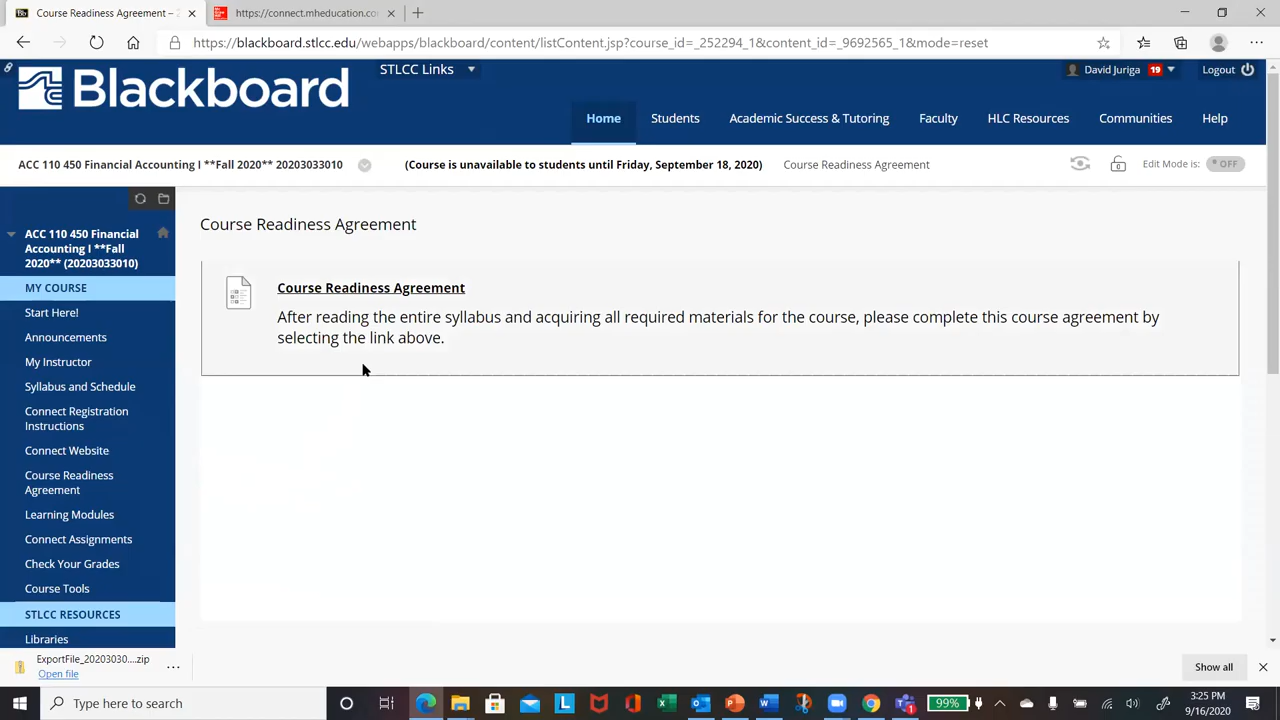 Course Readiness Agreement – 2
https://connect.mheducation.co
https://blackboard.stlcc.edu/webapps/blackboard/content/listContent.jsp?course_id=_252294_1&content_id=_9692565_1&mode=reset
Blackboard
STLCC Links
David Juriga
19
Logout
Home
Students
Academic Success & Tutoring
Faculty
HLC Resources
Communities
Help
ACC 110 450 Financial Accounting I **Fall 2020** 20203033010
(Course is unavailable to students until Friday, September 18, 2020)
Course Readiness Agreement
Edit Mode is:
OFF
ACC 110 450 Financial
Accounting I **Fall
2020** (20203033010)
MY COURSE
Start Here!
Announcements
My Instructor
Syllabus and Schedule
Connect Registration
Instructions
Connect Website
Course Readiness
Agreement
Learning Modules
Connect Assignments
Check Your Grades
Course Tools
STLCC RESOURCES
Libraries
Course Readiness Agreement
Course Readiness Agreement
After reading the entire syllabus and acquiring all required materials for the course, please complete this course agreement by
selecting the link above.
ExportFile_20203030....zip
Open file
Show all
Type here to search
99%
3:25 PM
9/16/2020